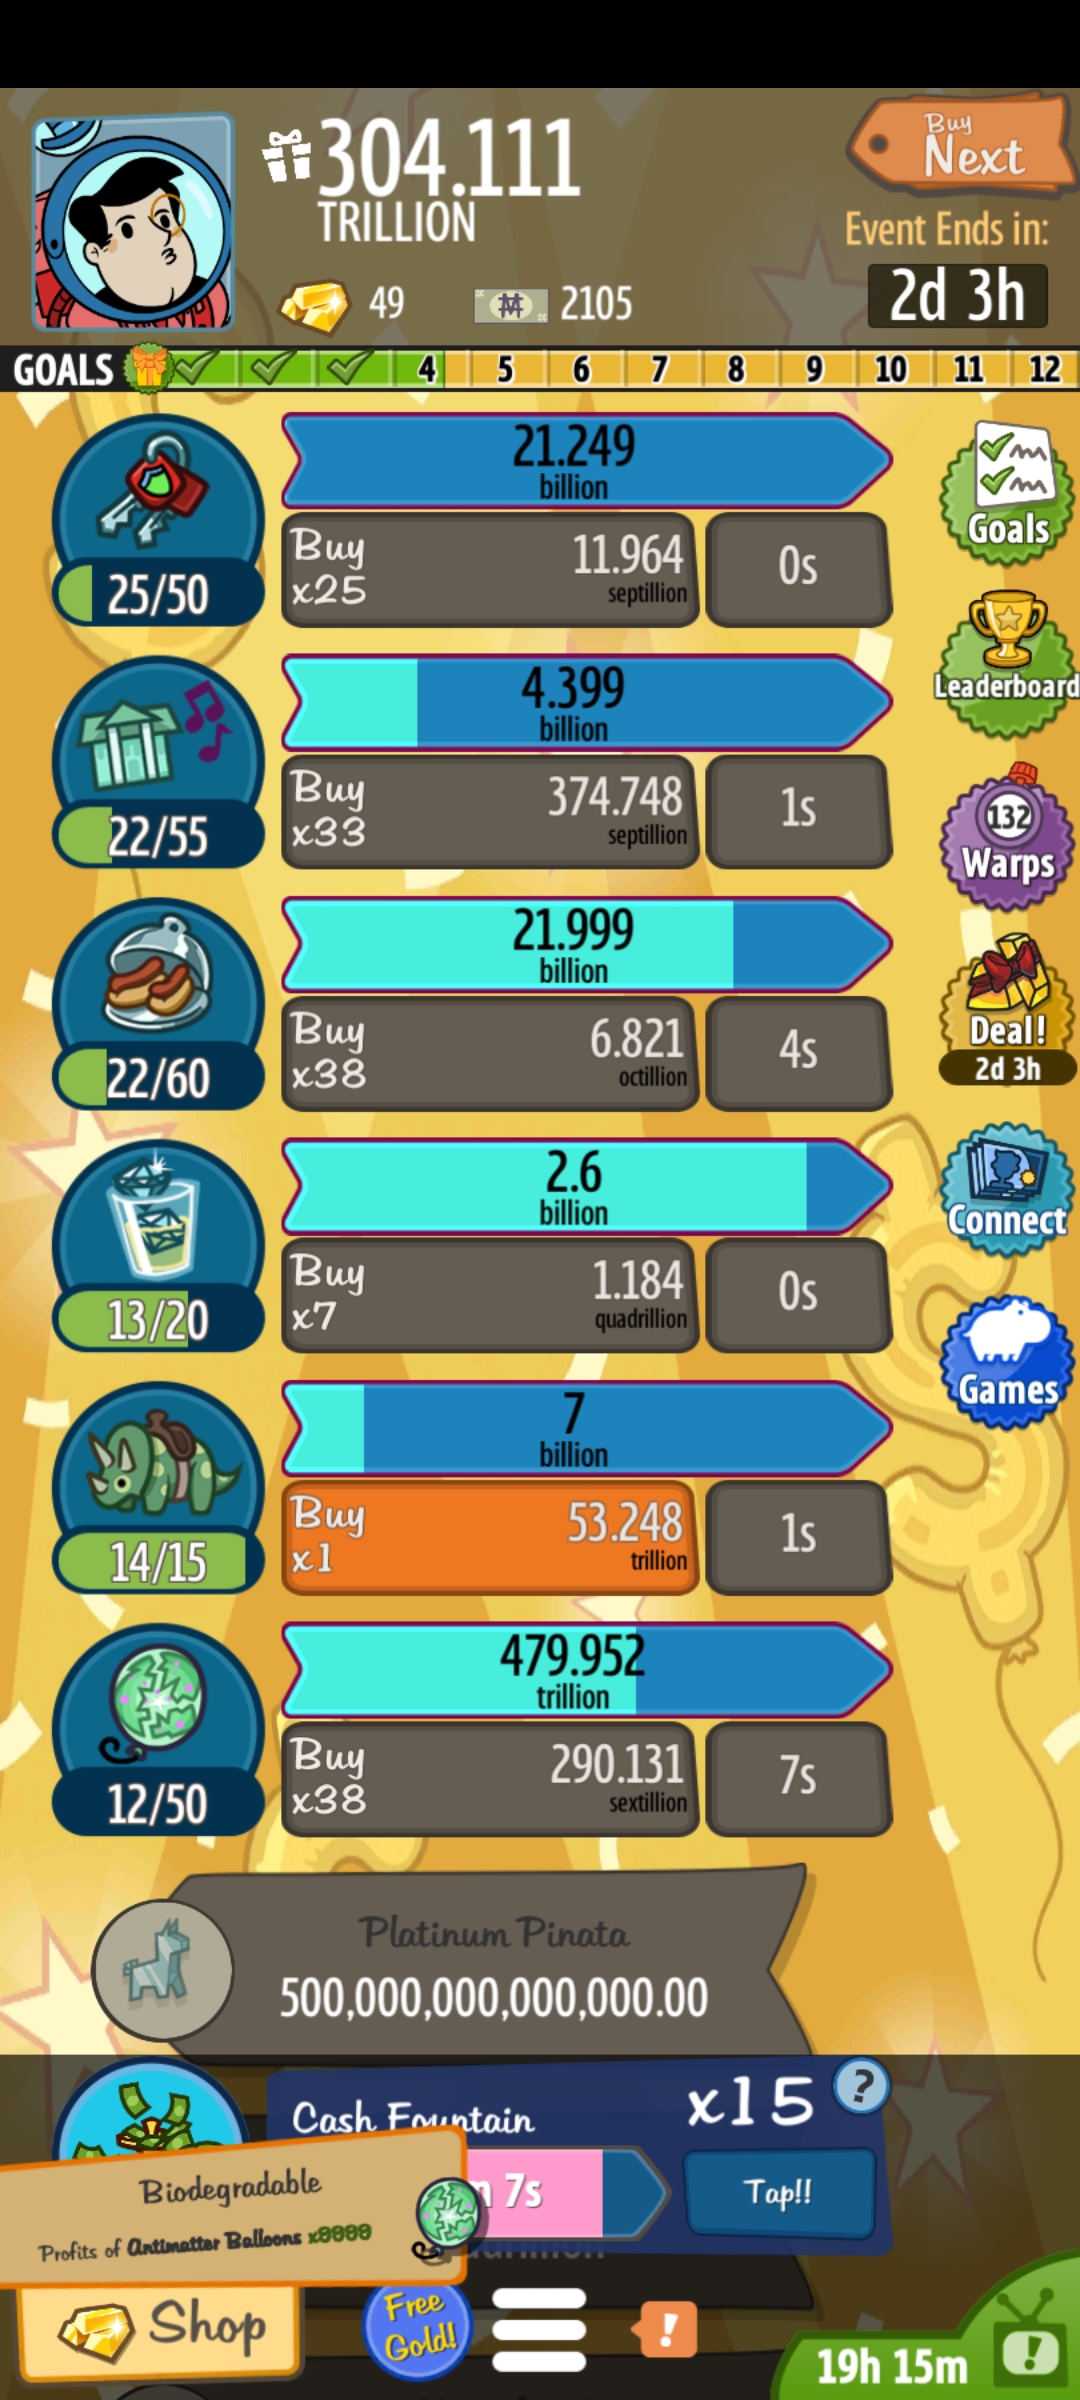 304.111
TRILLION
Buy
Next
Event Ends in:
49
2105
2d 3h
GOALS
4 5 6 7 8 9 10 11 12
21.249
billion
25/50
Buy
x25
11.964
septillion
0s
Goals
Leaderboard
4.399
billion
22/55
Buy
x33
374.748
septillion
1s
132
Warps
21.999
billion
22/60
Buy
x38
6.821
octillion
4s
Deal!
2d 3h
2.6
billion
13/20
Buy
x7
1.184
quadrillion
0s
Connect
7
billion
14/15
Buy
x1
53.248
trillion
1s
Games
479.952
trillion
12/50
Buy
x38
290.131
sextillion
7s
Platinum Pinata
500,000,000,000,000.00
Cash Fountain
x15
?
7s
Tap!!
Biodegradable
Profits of Antimatter Balloons x9999
Shop
Free
Gold!
!
19h 15m
!